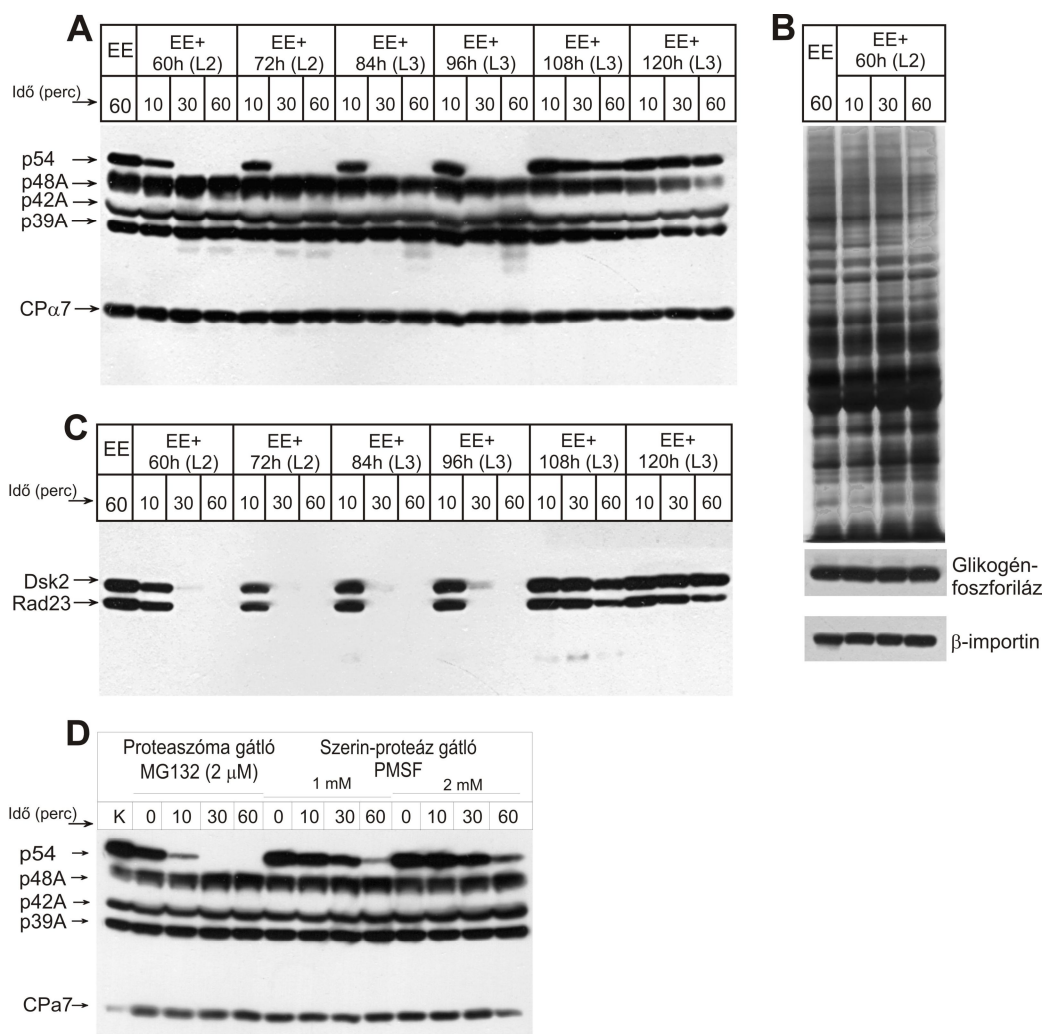 A
EE EE+ 60h (L2) EE+ 72h (L2) EE+ 84h (L3) EE+ 96h (L3) EE+ 108h (L3) EE+ 120h (L3)
Idő (perc)
60 10 30 60 10 30 60 10 30 60 10 30 60 10 30 60 10 30 60
p54
p48A
p42A
p39A
CPα7
B
EE EE+ 60h (L2)
60 10 30 60
Glikogén-
foszforiláz
β-importin
C
EE EE+ 60h (L2) EE+ 72h (L2) EE+ 84h (L3) EE+ 96h (L3) EE+ 108h (L3) EE+ 120h (L3)
Idő (perc)
60 10 30 60 10 30 60 10 30 60 10 30 60 10 30 60 10 30 60
Dsk2
Rad23
D
Proteaszóma gátló
MG132 (2 μM)
Szerin-proteáz gátló
PMSF
1 mM 2 mM
Idő (perc)
K 0 10 30 60 0 10 30 60 0 10 30 60
p54
p48A
p42A
p39A
CPa7